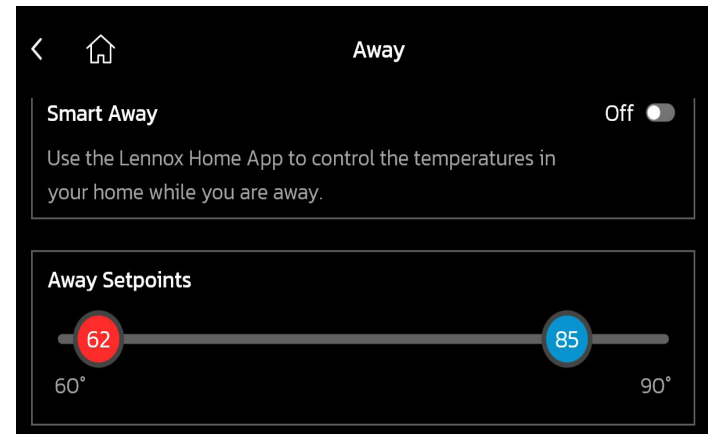 Away
Smart Away
Off
Use the Lennox Home App to control the temperatures in
your home while you are away.
Away Setpoints
62
85
60°
90°